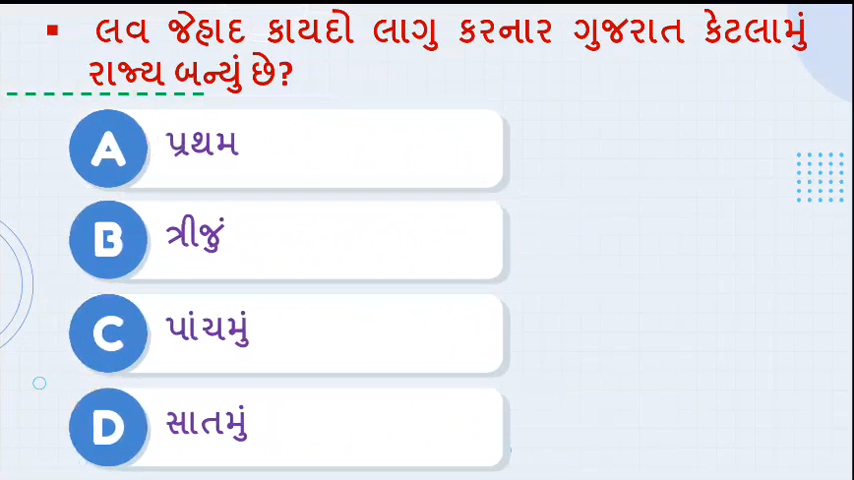 ▪ લવ જેહાદ કાયદો લાગુ કરનાર ગુજરાત કેટલામું
રાજ્ય બન્યું છે?
A પ્રથમ
B ત્રીજું
C પાંચમું
D સાતમું